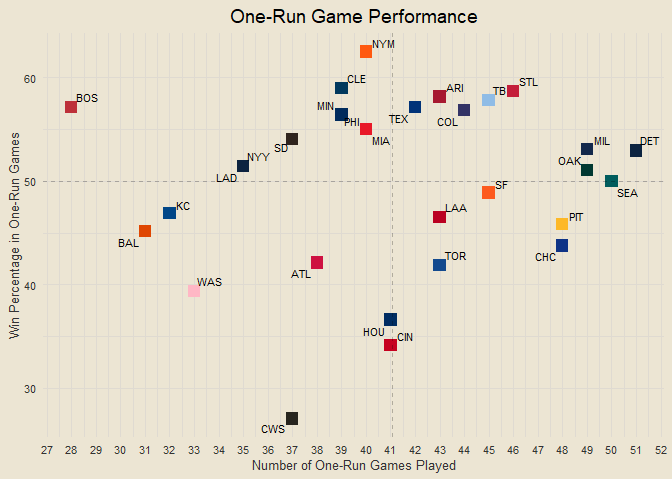 One-Run Game Performance
Win Percentage in One-Run Games
60
50
40
30
NYM
CLE
BOS
ARI
TB
STL
MIN
PHI
TEX
COL
MIA
SD
NYY
LAD
MIL
DET
OAK
SEA
SF
KC
LAA
PIT
BAL
CHC
TOR
ATL
WAS
HOU
CIN
CWS
27 28 29 30 31 32 33 34 35 36 37 38 39 40 41 42 43 44 45 46 47 48 49 50 51 52
Number of One-Run Games Played